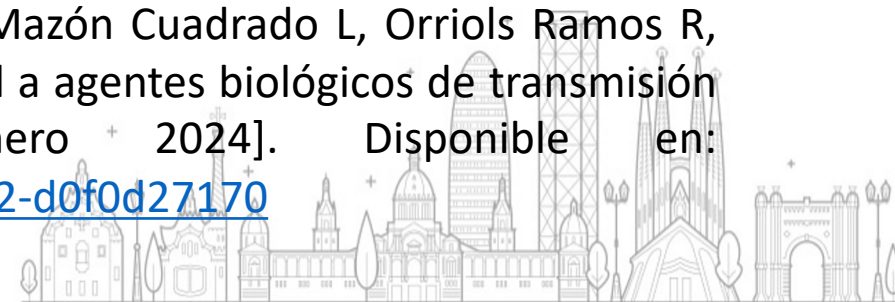 Mazón Cuadrado L, Orriols Ramos R,
a agentes biológicos de transmisión
nero 2024]. Disponible en:
2-d0f0d27170